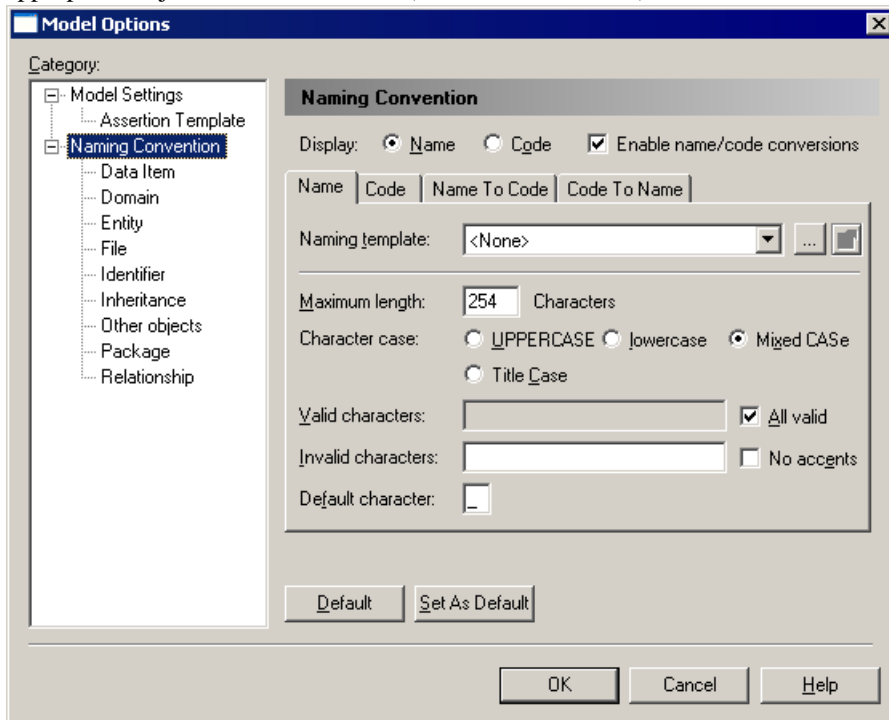 Model Options
Category:
Model Settings
Assertion Template
Naming Convention
Data Item
Domain
Entity
File
Identifier
Inheritance
Other objects
Package
Relationship
Naming Convention
Display: Name Code Enable name/code conversions
Name Code Name To Code Code To Name
Naming template: <None> ...
Maximum length: 254 Characters
Character case: UPPERCASE lowercase Mixed CASe
Title Case
Valid characters: All valid
Invalid characters: No accents
Default character: _
Default Set As Default
OK Cancel Help